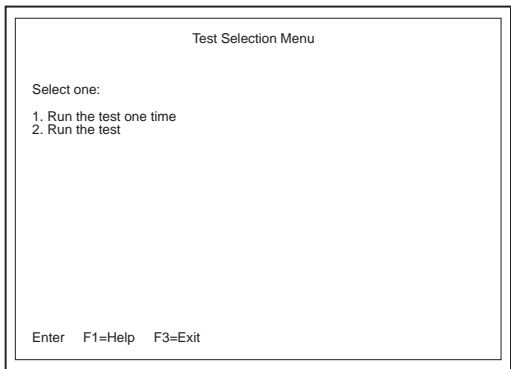 Test Selection Menu
Select one:
1. Run the test one time
2. Run the test
Enter F1=Help F3=Exit